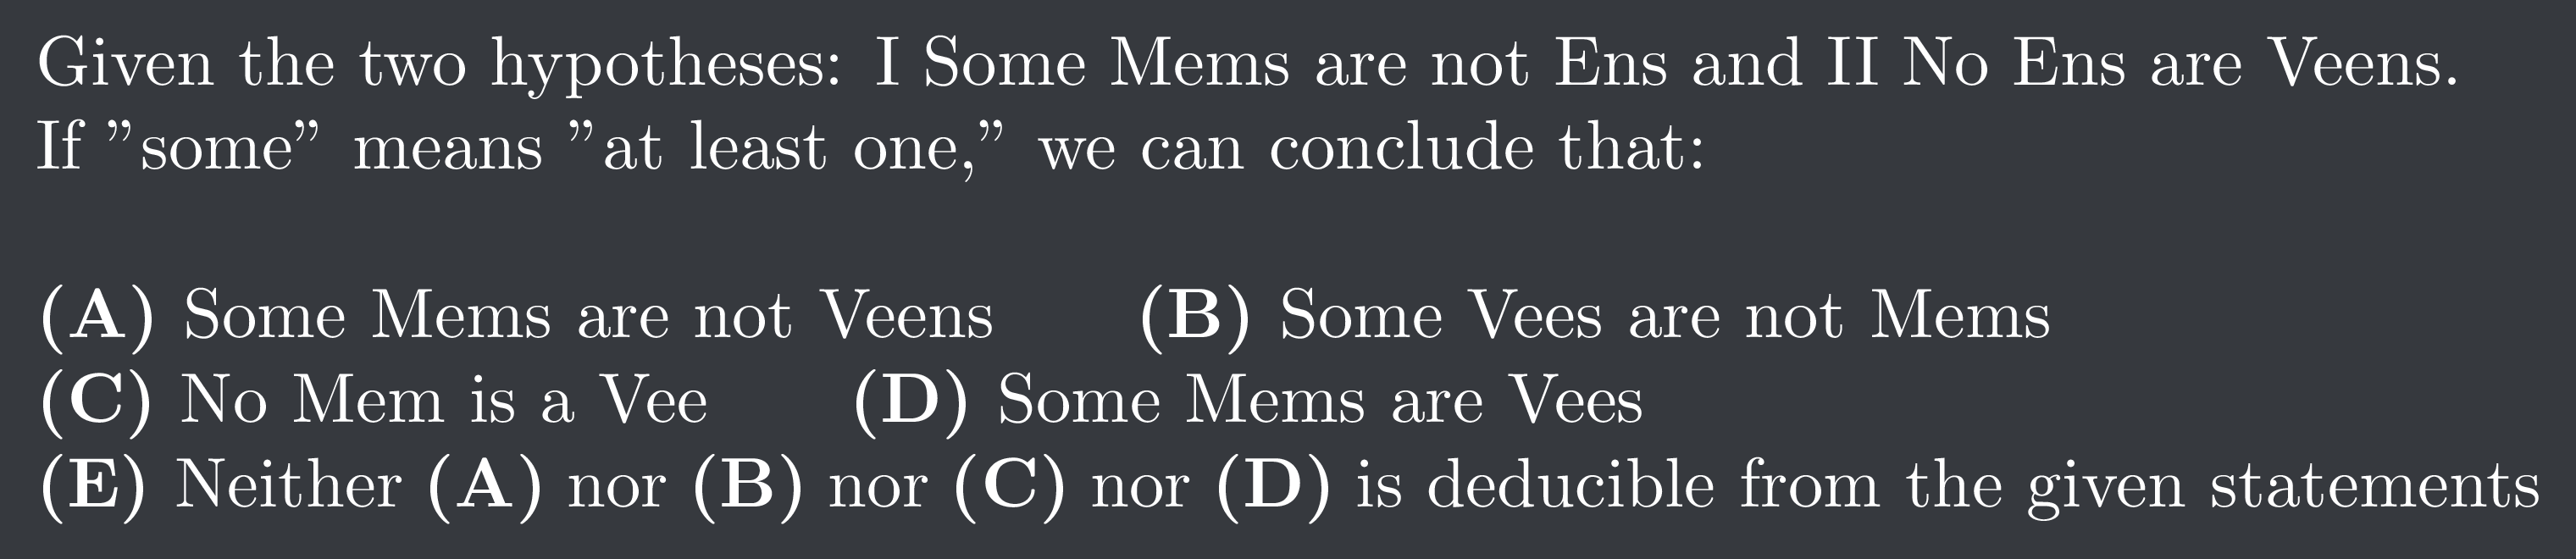 Given the two hypotheses: I Some Mems are not Ens and II No Ens are Veens.
If ”some” means ”at least one,” we can conclude that:
(A) Some Mems are not Veens (B) Some Vees are not Mems
(C) No Mem is a Vee (D) Some Mems are Vees
(E) Neither (A) nor (B) nor (C) nor (D) is deducible from the given statements